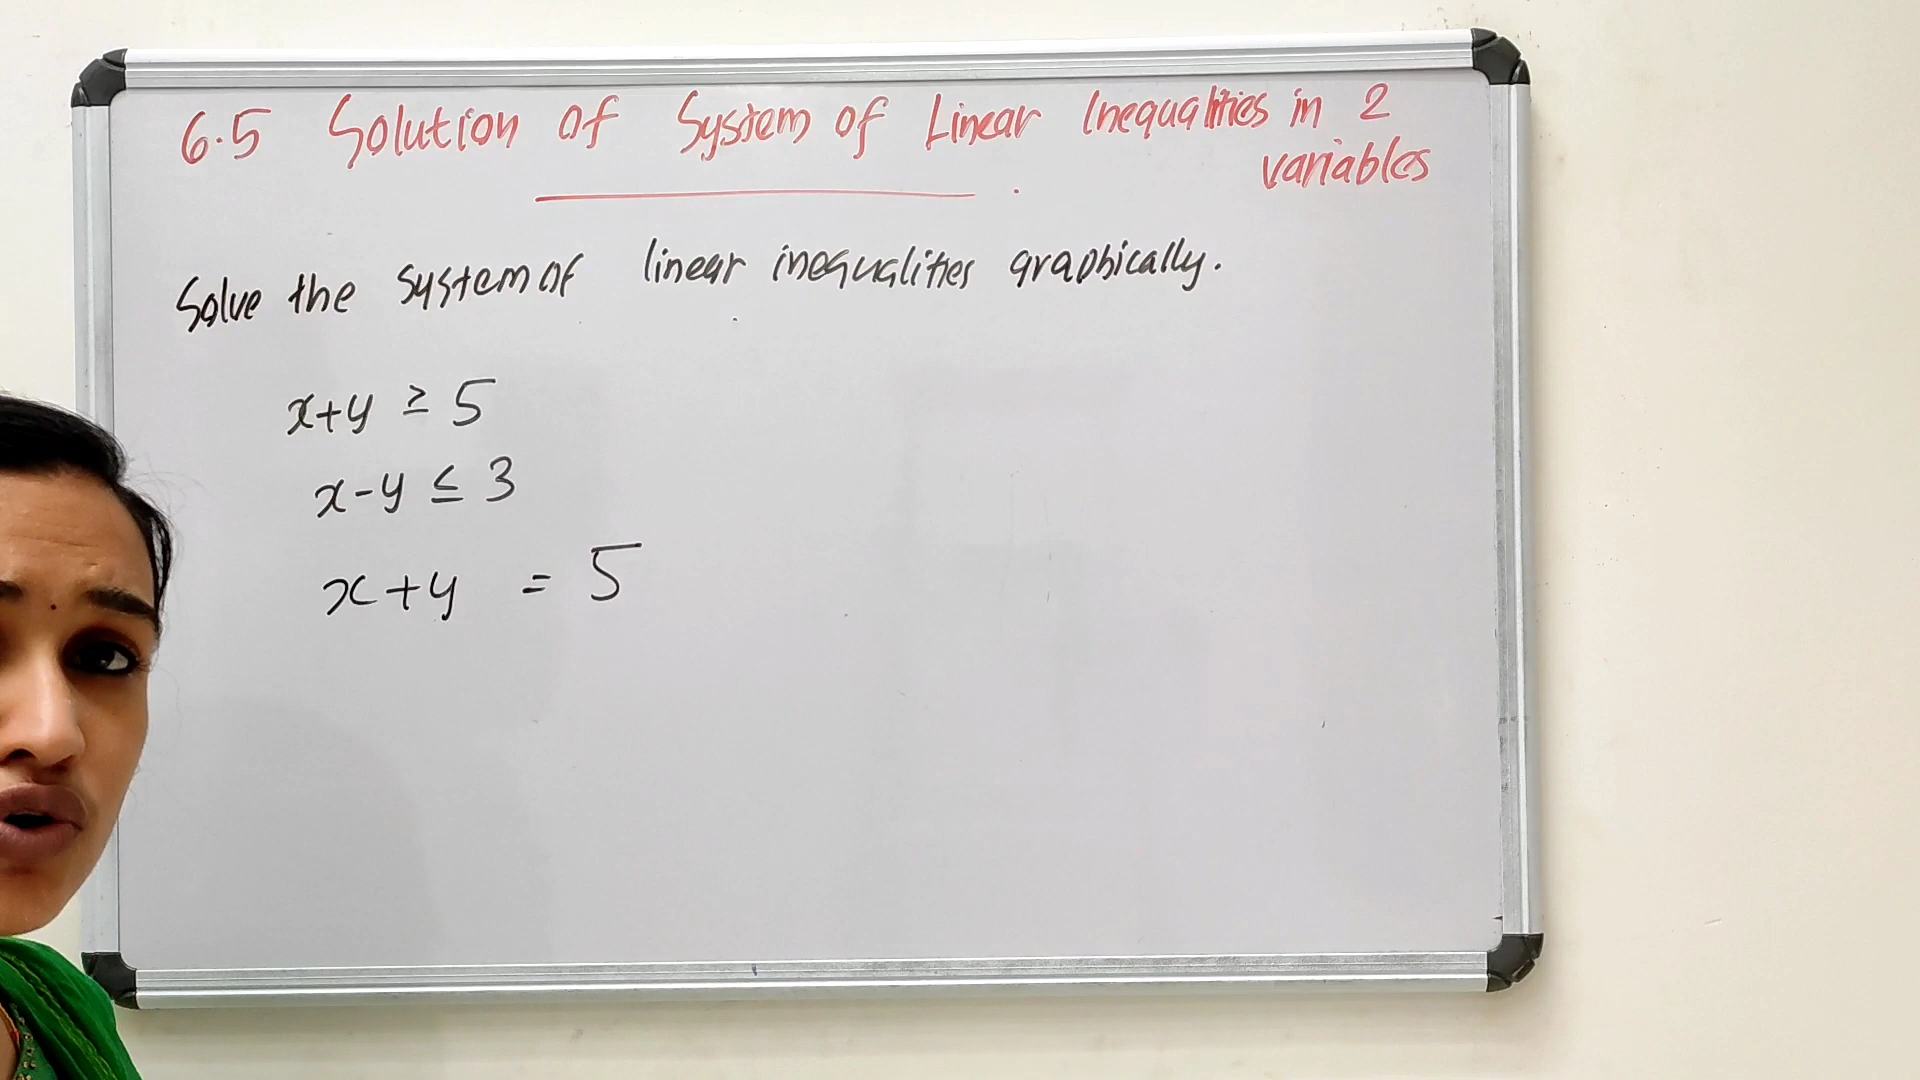 6.5 Solution of System of Linear Inequalities in 2
variables
Solve the system of linear inequalities graphically.
x+y ≥ 5
x-y ≤ 3
x+y = 5